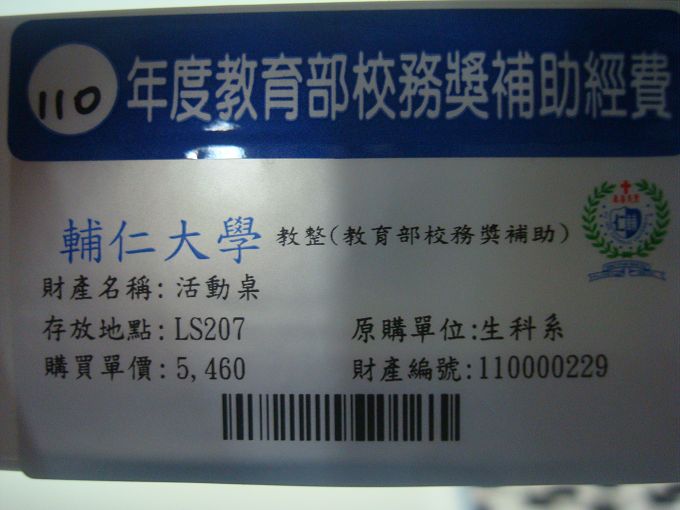 110 年度教育部校務獎補助經費
輔仁大學 教整(教育部校務獎補助)
財產名稱: 活動桌
存放地點: LS207 原購單位:生科系
購買單價: 5,460 財產編號:110000229